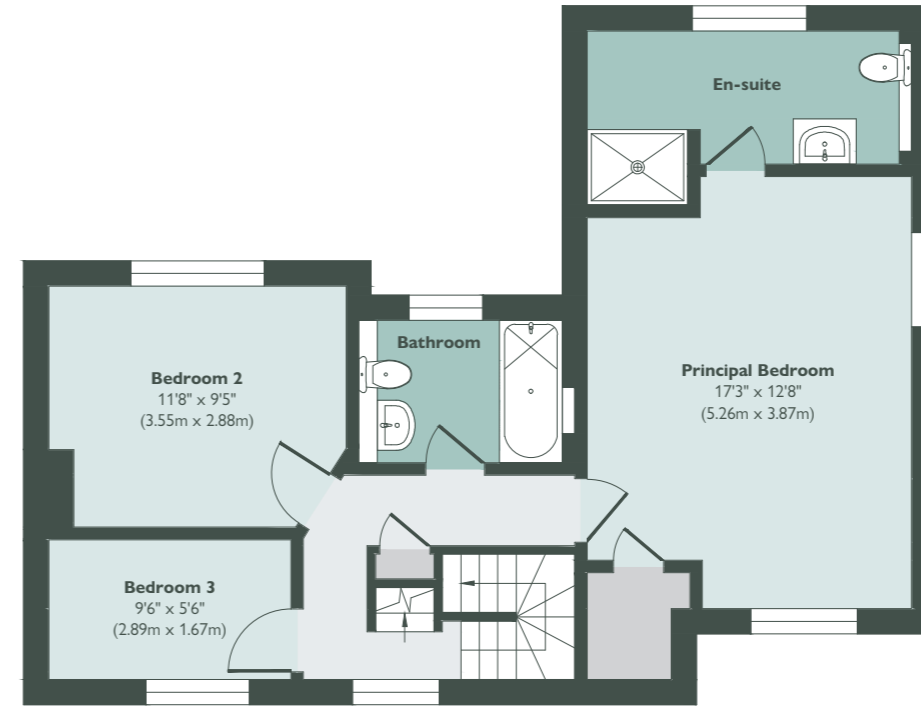 En-suite
Bathroom
Principal Bedroom
17'3" x 12'8"
(5.26m x 3.87m)
Bedroom 2
11'8" x 9'5"
(3.55m x 2.88m)
Bedroom 3
9'6" x 5'6"
(2.89m x 1.67m)